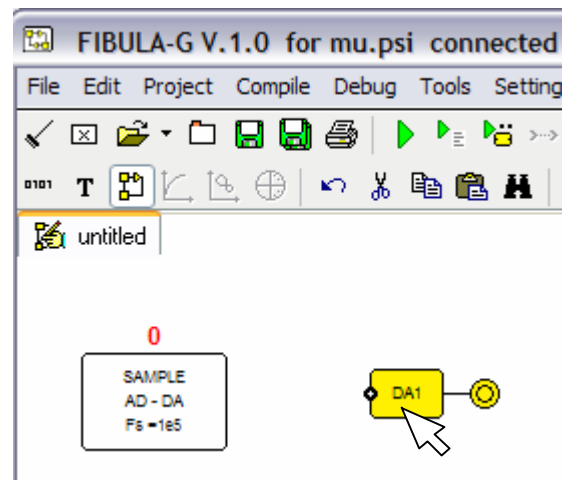 FIBULA-G V.1.0 for mu.psi connected
File Edit Project Compile Debug Tools Setting
0101 T
untitled
0
SAMPLE
AD - DA
Fs =1e5
DA1